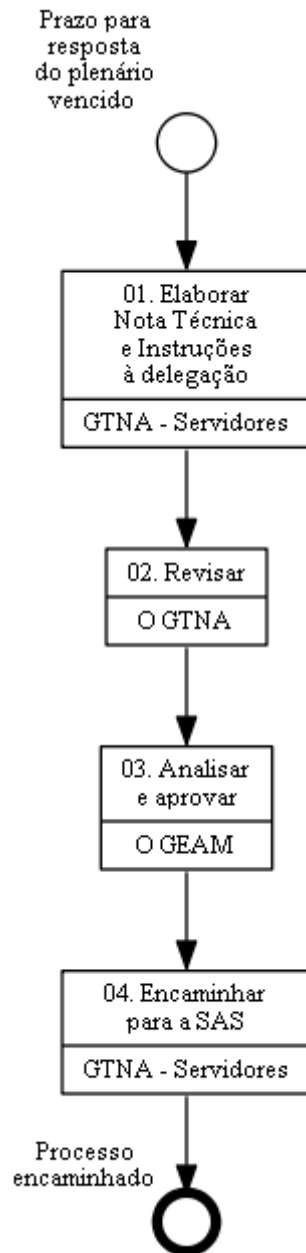 Prazo para
resposta
do plenário
vencido
01. Elaborar
Nota Técnica
e Instruções
à delegação
GTNA - Servidores
02. Revisar
O GTNA
03. Analisar
e aprovar
O GEAM
04. Encaminhar
para a SAS
GTNA - Servidores
Processo
encaminhado